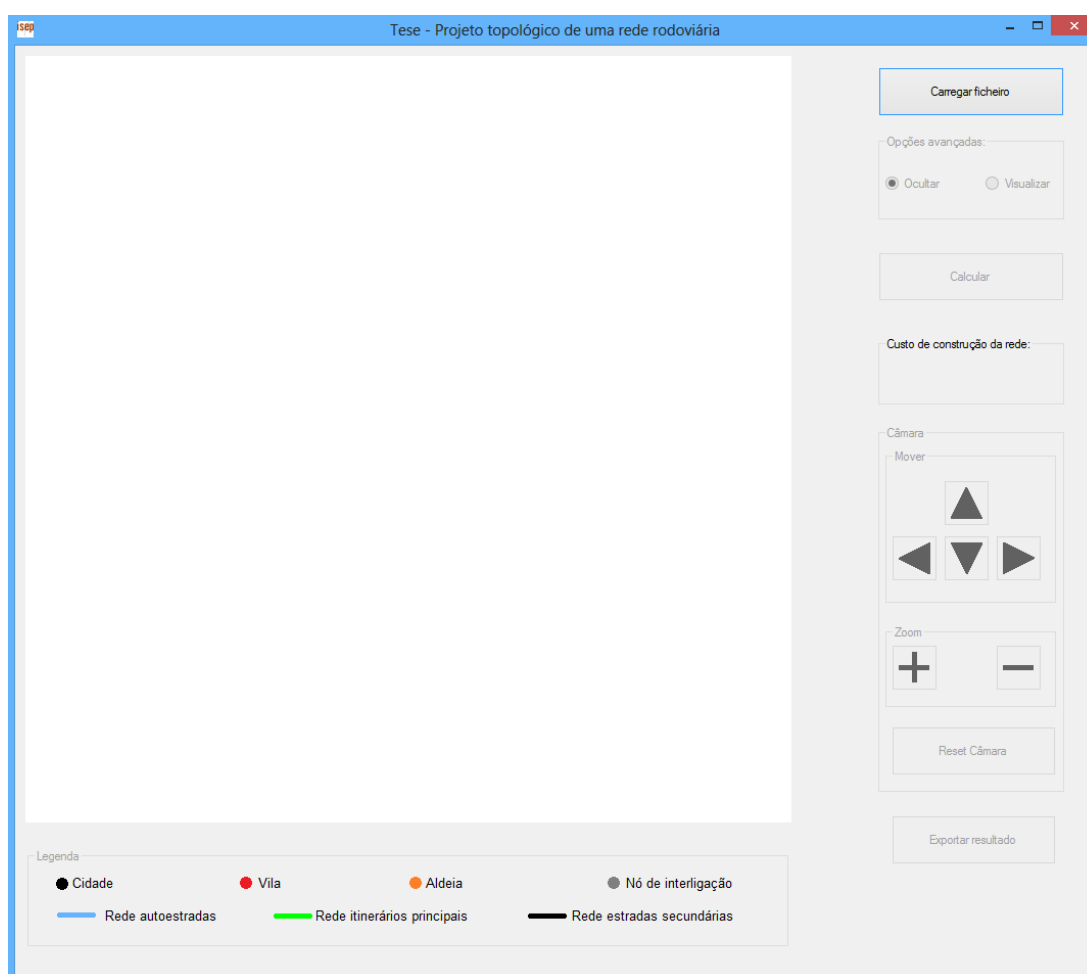 isep
Tese - Projeto topológico de uma rede rodoviária
Carregar ficheiro
Opções avançadas:
Ocultar Visualizar
Calcular
Custo de construção da rede:
Câmara
Mover
Zoom
Reset Câmara
Exportar resultado
Legenda
Cidade Vila Aldeia Nó de interligação
Rede autoestradas Rede itinerários principais Rede estradas secundárias